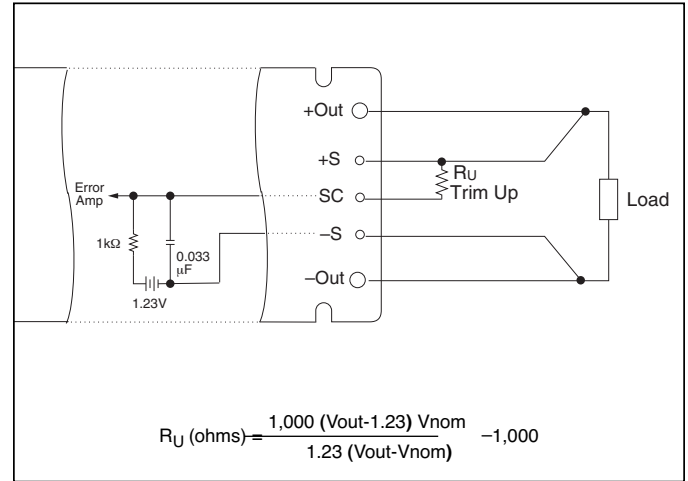 +Out
+S
RU
Trim Up
Error
Amp
SC
Load
1kΩ
–S
0.033
μF
1.23V
–Out
RU (ohms) = 1,000 (Vout-1.23) Vnom –1,000
1.23 (Vout-Vnom)